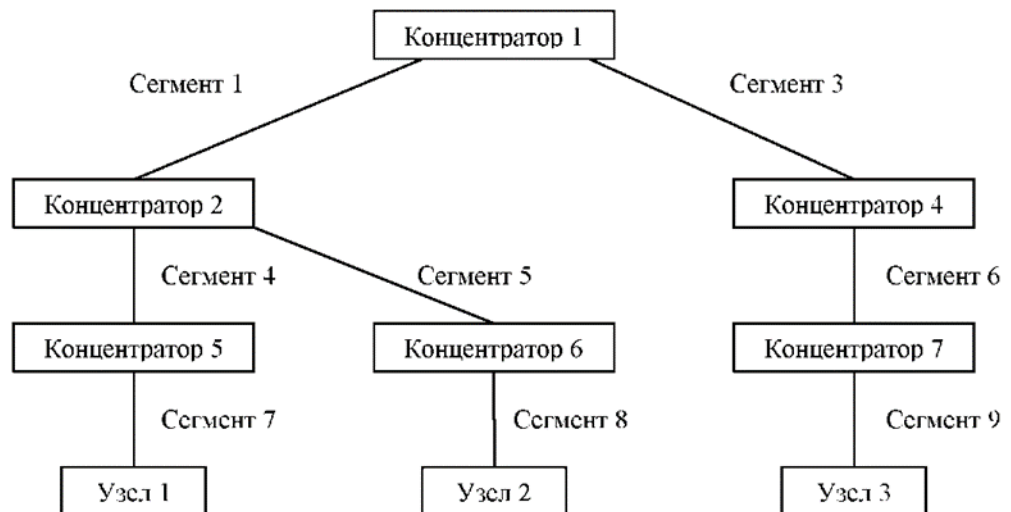 Концентратор 1
Сегмент 1
Сегмент 3
Концентратор 2
Концентратор 4
Сегмент 4
Сегмент 5
Сегмент 6
Концентратор 5
Концентратор 6
Концентратор 7
Сегмент 7
Сегмент 8
Сегмент 9
Узел 1
Узел 2
Узел 3